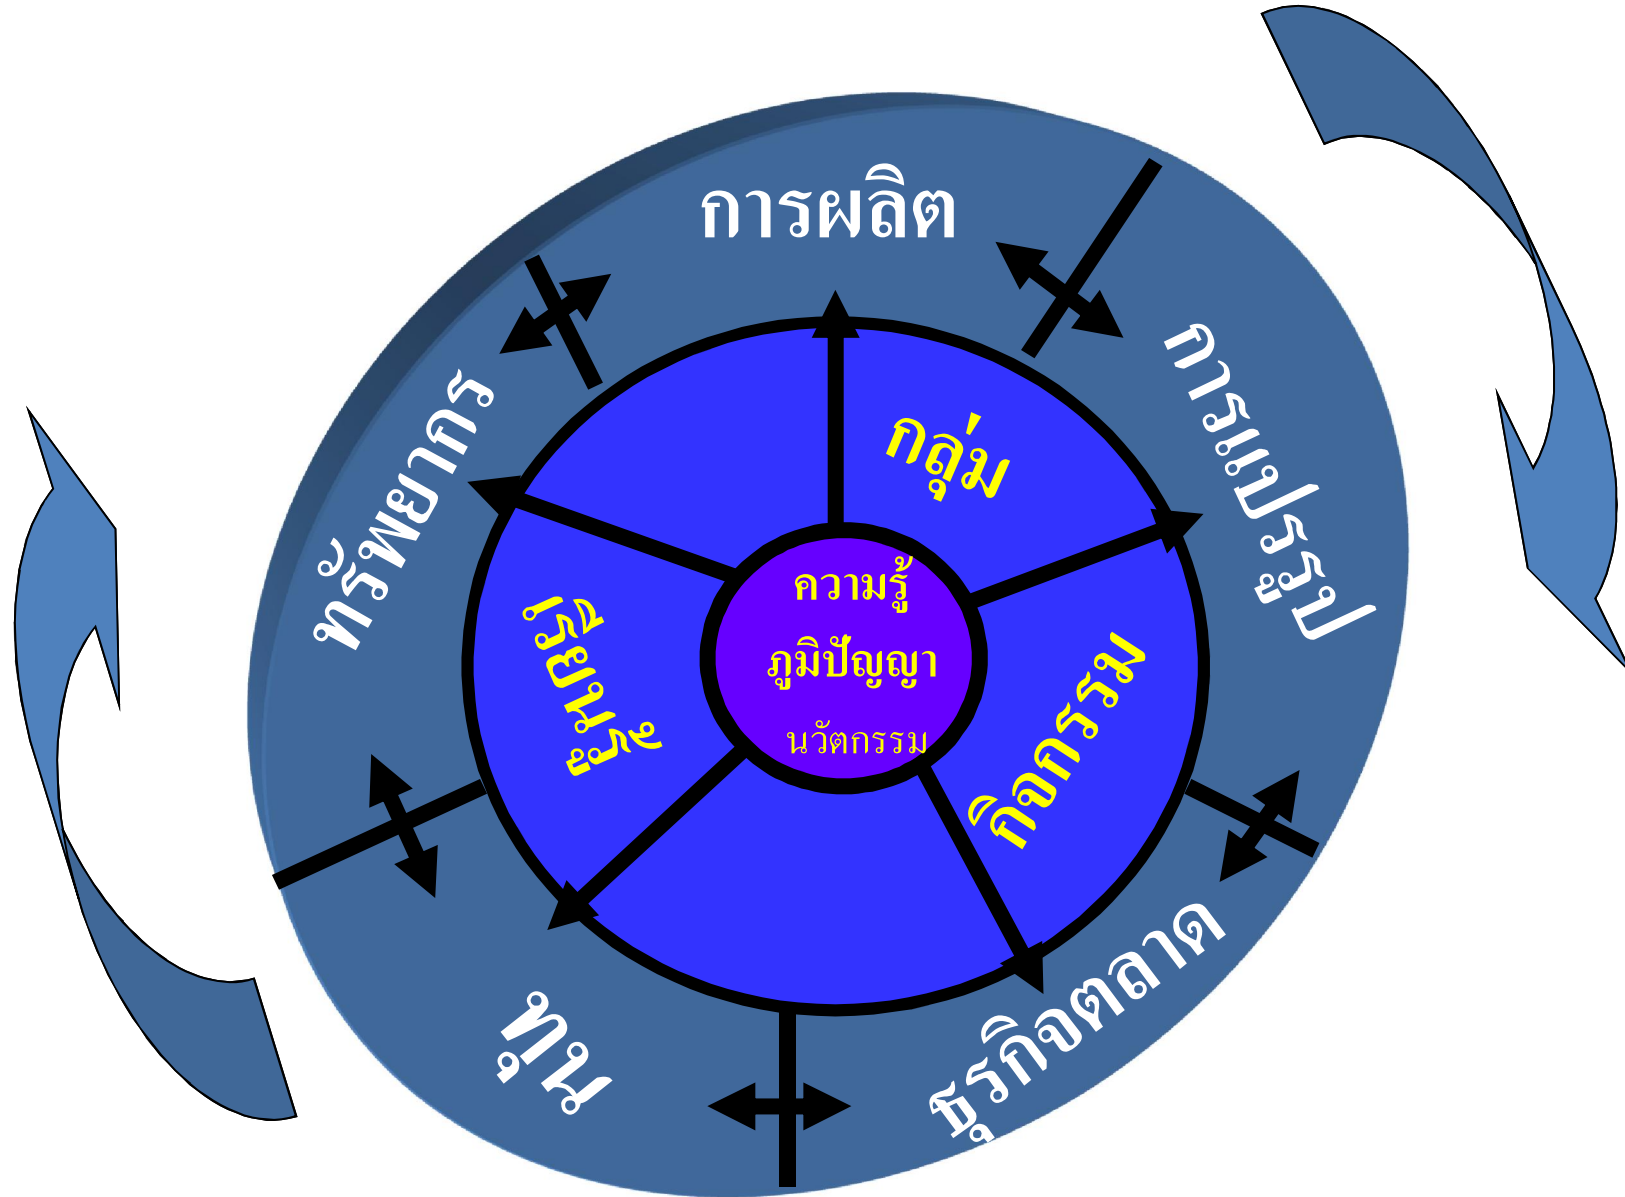 การผลิต
การแปรรูป
ธุรกิจตลาด
ทุน
ทรัพยากร
กลุ่ม
กิจกรรม
เรียนรู้
ความรู้
ภูมิปัญญา
นวัตกรรม